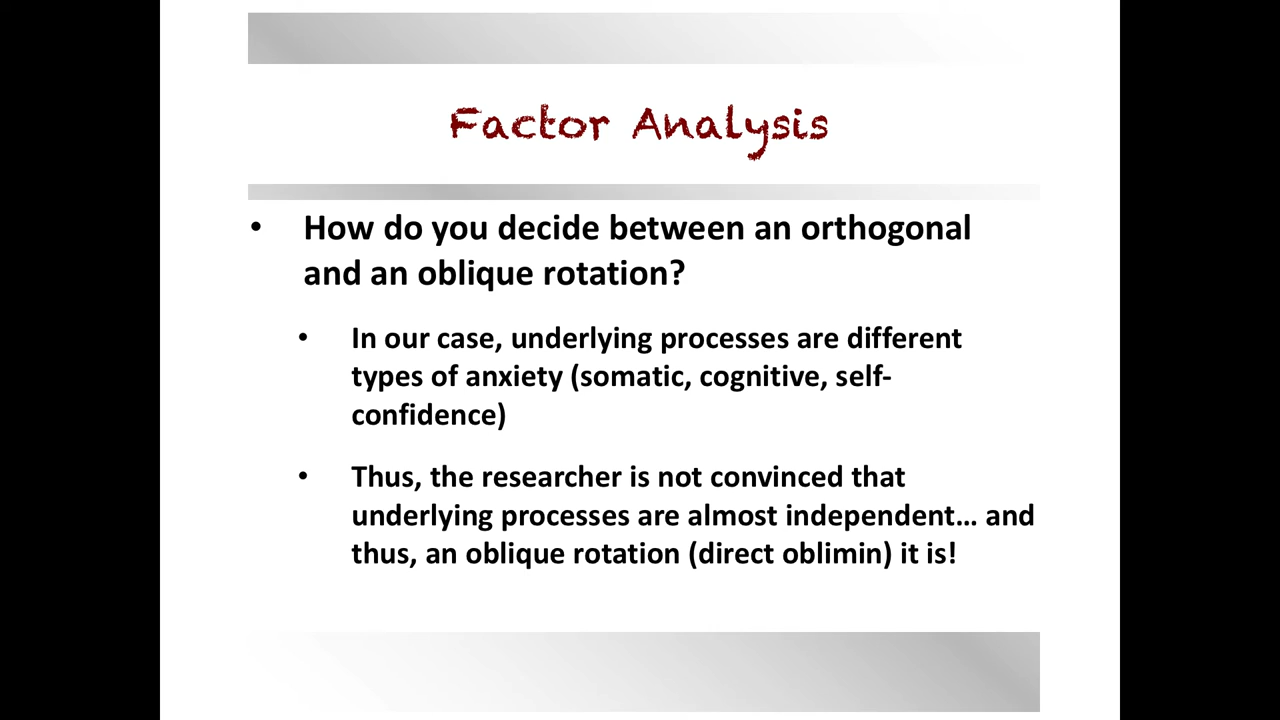 Factor Analysis
• How do you decide between an orthogonal
and an oblique rotation?
• In our case, underlying processes are different
types of anxiety (somatic, cognitive, self-
confidence)
• Thus, the researcher is not convinced that
underlying processes are almost independent… and
thus, an oblique rotation (direct oblimin) it is!